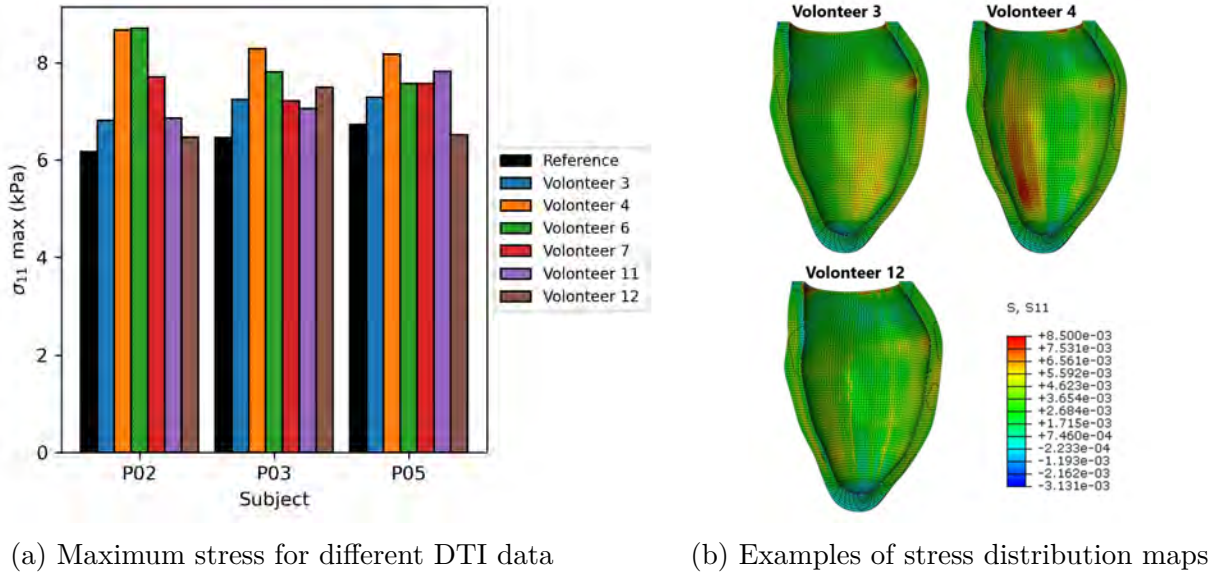 σ11 max (kPa)
8
6
4
2
0
P02 P03 P05
Subject
Reference
Volonteer 3
Volonteer 4
Volonteer 6
Volonteer 7
Volonteer 11
Volonteer 12
(a) Maximum stress for different DTI data
Volonteer 3
Volonteer 4
Volonteer 12
S, S11
+8.500e-03
+7.531e-03
+6.561e-03
+5.592e-03
+4.623e-03
+3.654e-03
+2.684e-03
+1.715e-03
+7.460e-04
-2.233e-04
-1.193e-03
-2.162e-03
-3.131e-03
(b) Examples of stress distribution maps